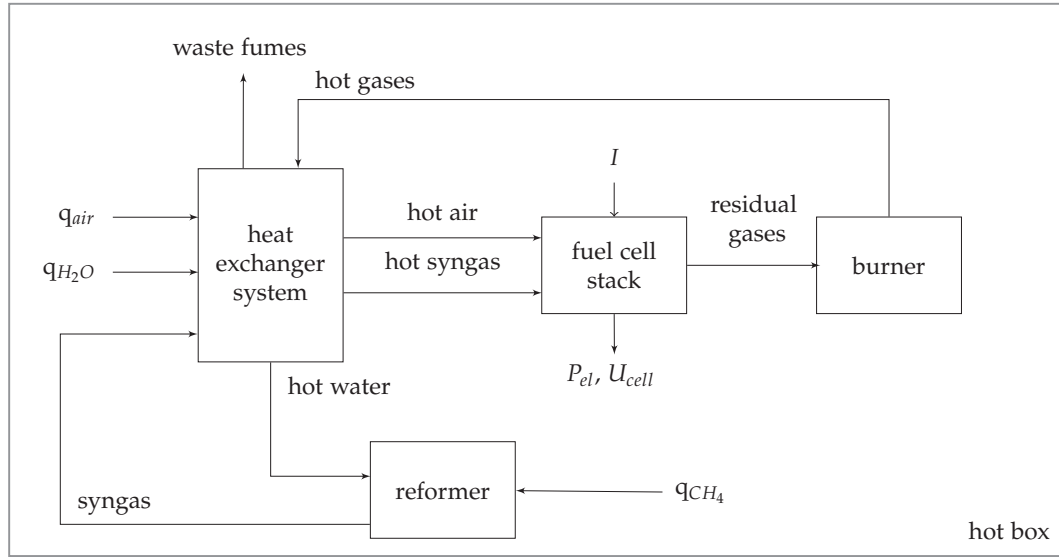 waste fumes
hot gases
I
q_air
hot air
residual
gases
heat
exchanger
system
fuel cell
stack
burner
q_H₂O
hot syngas
P_el, U_cell
hot water
reformer
q_CH₄
syngas
hot box